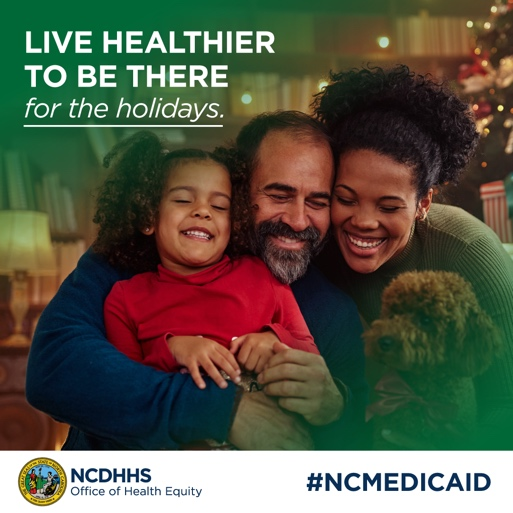 LIVE HEALTHIER
TO BE THERE
for the holidays.
NCDHHS
Office of Health Equity
#NCMEDICAID